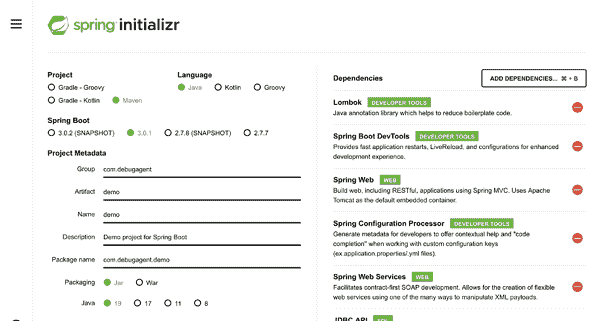 spring initializr
Project
Gradle - Groovy
Gradle - Kotlin Maven
Language
Java Kotlin Groovy
Spring Boot
3.0.2 (SNAPSHOT) 3.0.1 2.7.8 (SNAPSHOT) 2.7.7
Project Metadata
Group com.debugagent
Artifact demo
Name demo
Description Demo project for Spring Boot
Package name com.debugagent.demo
Packaging Jar War
Java 19 17 11 8
Dependencies
ADD DEPENDENCIES... ⌘ + B
Lombok DEVELOPER TOOLS
Java annotation library which helps to reduce boilerplate code.
Spring Boot DevTools DEVELOPER TOOLS
Provides fast application restarts, LiveReload, and configurations for enhanced
development experience.
Spring Web WEB
Build web, including RESTful, applications using Spring MVC. Uses Apache
Tomcat as the default embedded container.
Spring Configuration Processor DEVELOPER TOOLS
Generate metadata for developers to offer contextual help and "code
completion" when working with custom configuration keys
(ex.application.properties/.yml files).
Spring Web Services WEB
Facilitates contract-first SOAP development. Allows for the creation of flexible
web services using one of the many ways to manipulate XML payloads.
JDBC API SQL